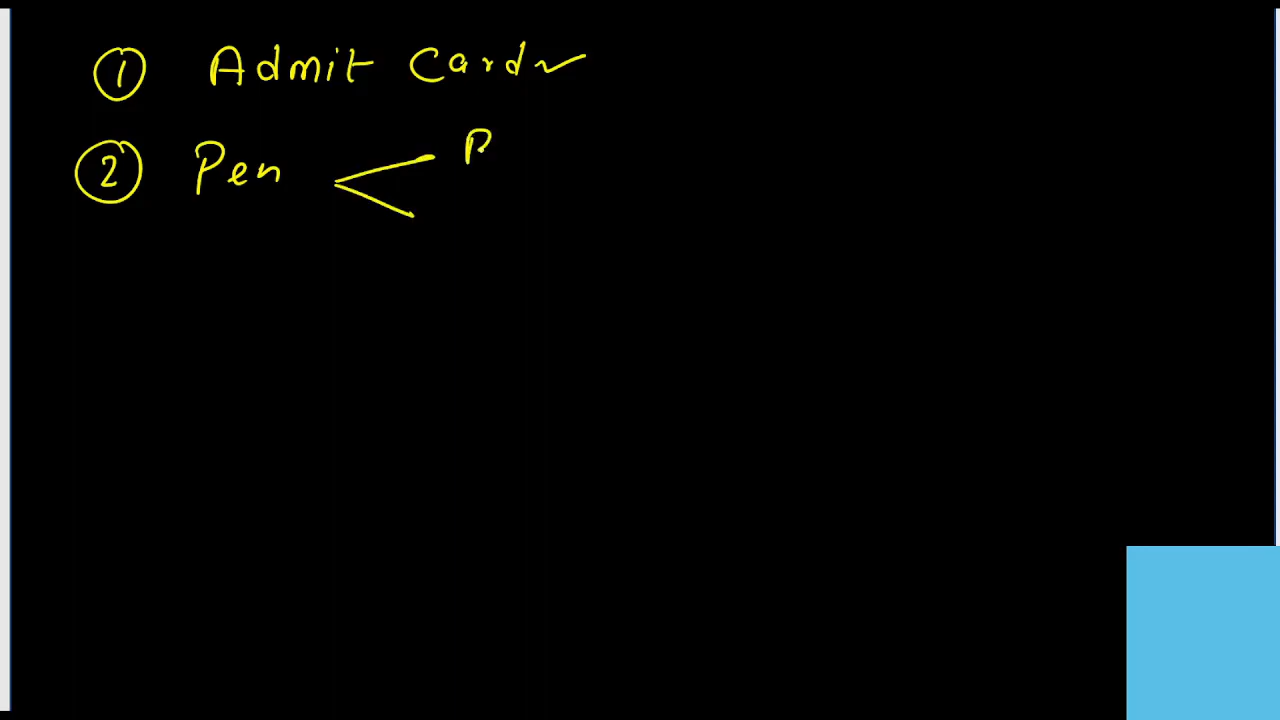 ① Admit Card ✓
② Pen